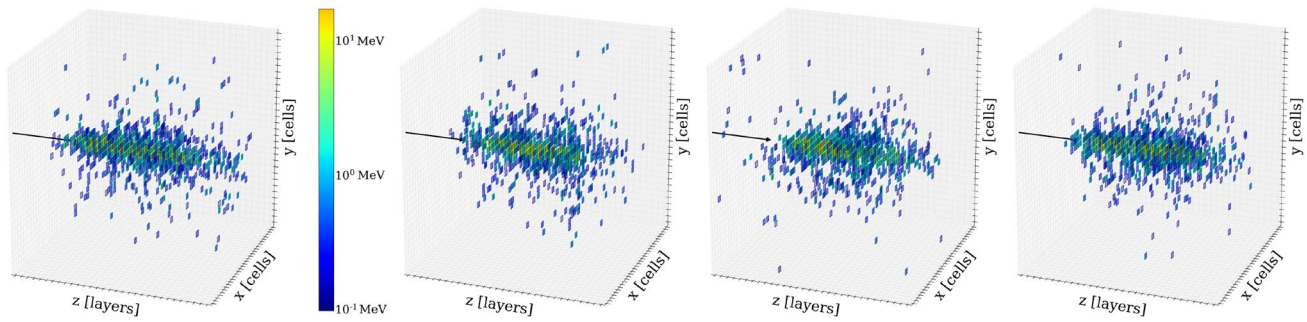 y [cells]
x [cells]
z [layers]
10¹ MeV
10⁰ MeV
10⁻¹ MeV
y [cells]
x [cells]
z [layers]
y [cells]
x [cells]
z [layers]
y [cells]
x [cells]
z [layers]